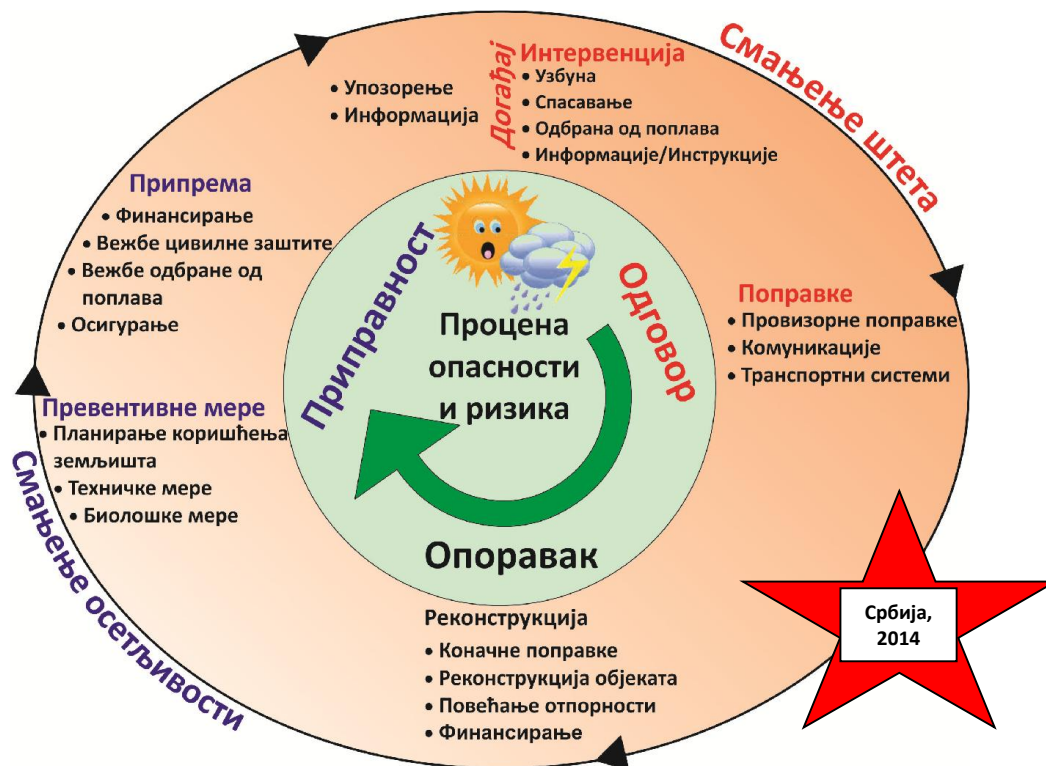 Смањење штета
Догађај
Интервенција
• Узбуна
• Спасавање
• Одбрана од поплава
• Информације/Инструкције
• Упозорење
• Информација
Припрема
• Финансирање
• Вежбе цивилне заштите
• Вежбе одбране од
поплава
• Осигурање
Превентивне мере
• Планирање коришћења
земљишта
• Техничке мере
• Биолошке мере
Смањење осетљивости
Приправност
Одговор
Процена
опасности
и ризика
Опоравак
Поправке
• Провизорне поправке
• Комуникације
• Транспортни системи
Реконструкција
• Коначне поправке
• Реконструкција објеката
• Повећање отпорности
• Финансирање
Србија,
2014